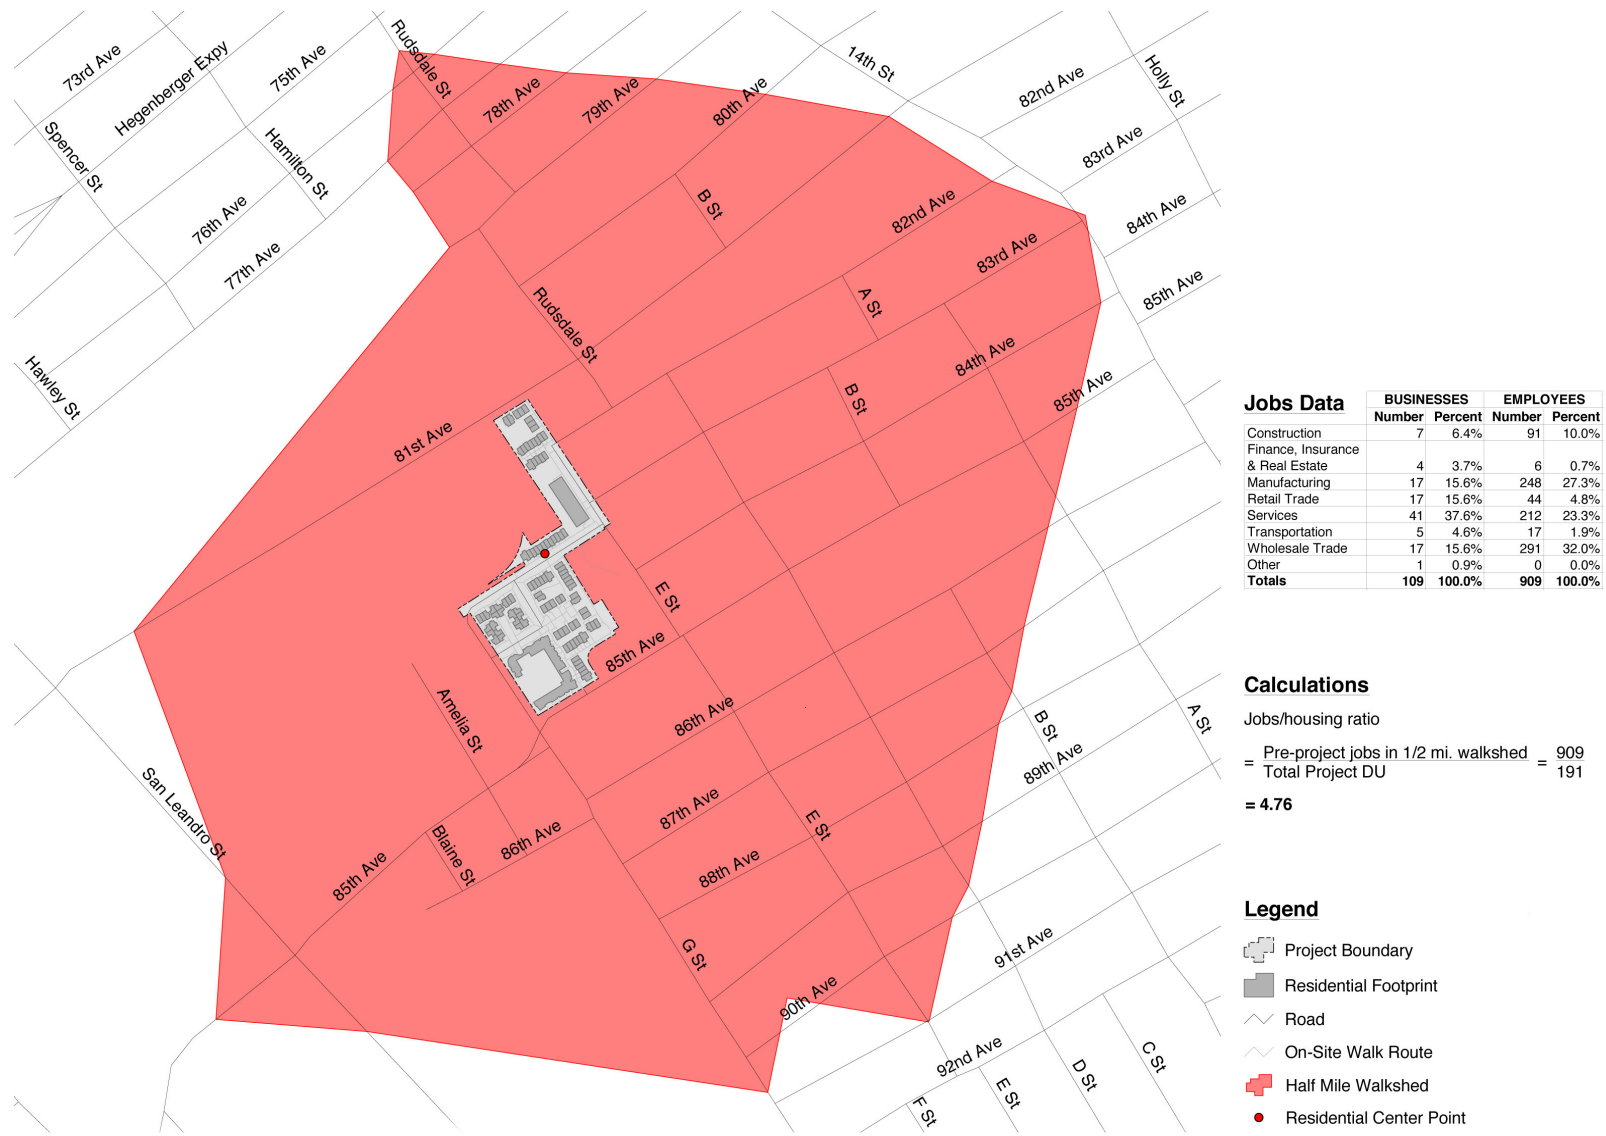 73rd Ave
Hegenberger Expy
75th Ave
Rudsdale St
78th Ave
79th Ave
80th Ave
14th St
82nd Ave
Holly St
Spencer St
Hamilton St
83rd Ave
76th Ave
77th Ave
B St
82nd Ave
83rd Ave
84th Ave
85th Ave
Rudsdale St
A St
Hawley St
84th Ave
85th Ave
B St
81st Ave
E St
85th Ave
Amelia St
86th Ave
B St
A St
89th Ave
San Leandro St
87th Ave
E St
Blaine St
86th Ave
85th Ave
88th Ave
G St
91st Ave
90th Ave
92nd Ave
C St
D St
E St
F St
Jobs Data
BUSINESSES EMPLOYEES
Number Percent Number Percent
Construction 7 6.4% 91 10.0%
Finance, Insurance
& Real Estate 4 3.7% 6 0.7%
Manufacturing 17 15.6% 248 27.3%
Retail Trade 17 15.6% 44 4.8%
Services 41 37.6% 212 23.3%
Transportation 5 4.6% 17 1.9%
Wholesale Trade 17 15.6% 291 32.0%
Other 1 0.9% 0 0.0%
Totals 109 100.0% 909 100.0%
Calculations
Jobs/housing ratio
= Pre-project jobs in 1/2 mi. walkshed = 909
Total Project DU 191
= 4.76
Legend
Project Boundary
Residential Footprint
Road
On-Site Walk Route
Half Mile Walkshed
Residential Center Point